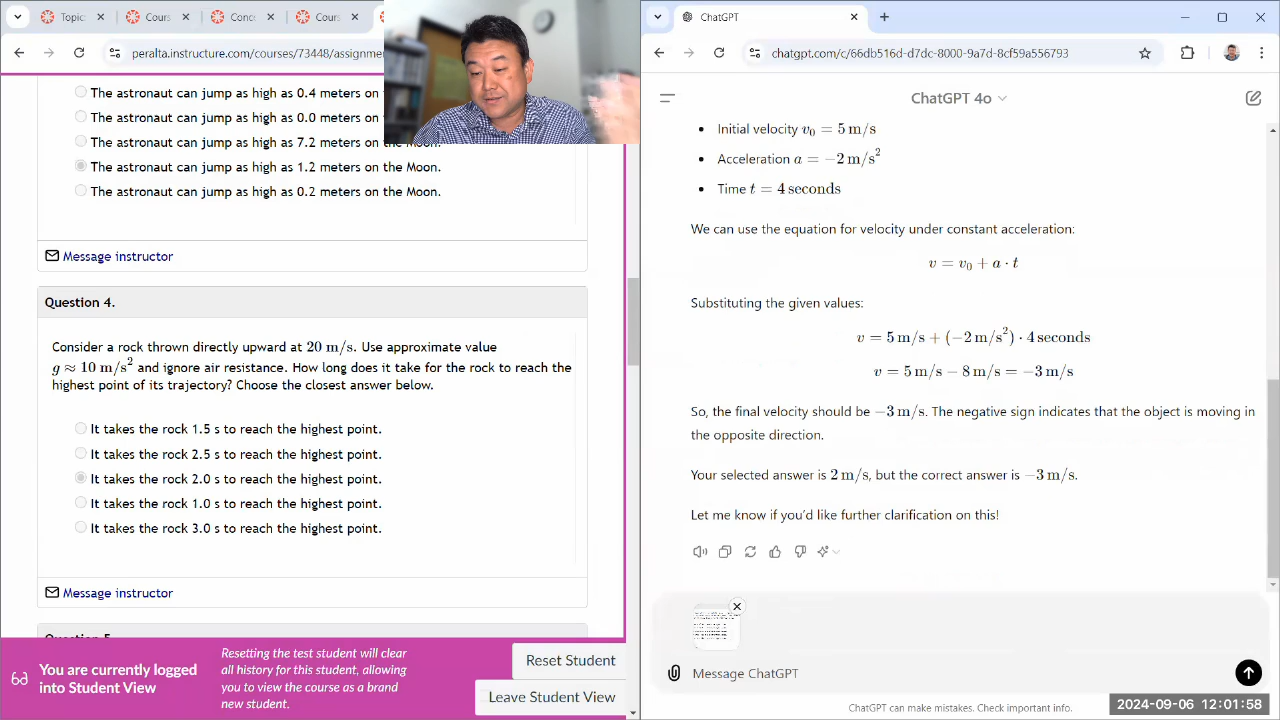 Topic
Cours
Conc
Cours
peralta.instructure.com/courses/73448/assignme
The astronaut can jump as high as 0.4 meters on the Moon.
The astronaut can jump as high as 0.0 meters on the Moon.
The astronaut can jump as high as 7.2 meters on the Moon.
The astronaut can jump as high as 1.2 meters on the Moon.
The astronaut can jump as high as 0.2 meters on the Moon.
Message instructor
Question 4.
Consider a rock thrown directly upward at 20 m/s. Use approximate value
g ≈ 10 m/s² and ignore air resistance. How long does it take for the rock to reach the
highest point of its trajectory? Choose the closest answer below.
It takes the rock 1.5 s to reach the highest point.
It takes the rock 2.5 s to reach the highest point.
It takes the rock 2.0 s to reach the highest point.
It takes the rock 1.0 s to reach the highest point.
It takes the rock 3.0 s to reach the highest point.
Message instructor
Question 5
You are currently logged
into Student View
Resetting the test student will clear
all history for this student, allowing
you to view the course as a brand
new student.
Reset Student
Leave Student View
ChatGPT
chatgpt.com/c/66db516d-d7dc-8000-9a7d-8cf59a556793
ChatGPT 4o
• Initial velocity v₀ = 5 m/s
• Acceleration a = −2 m/s²
• Time t = 4 seconds
We can use the equation for velocity under constant acceleration:
v = v₀ + a · t
Substituting the given values:
v = 5 m/s + (−2 m/s²) · 4 seconds
v = 5 m/s − 8 m/s = −3 m/s
So, the final velocity should be −3 m/s. The negative sign indicates that the object is moving in
the opposite direction.
Your selected answer is 2 m/s, but the correct answer is −3 m/s.
Let me know if you'd like further clarification on this!
Message ChatGPT
ChatGPT can make mistakes. Check important info.
2024-09-06 12:01:58